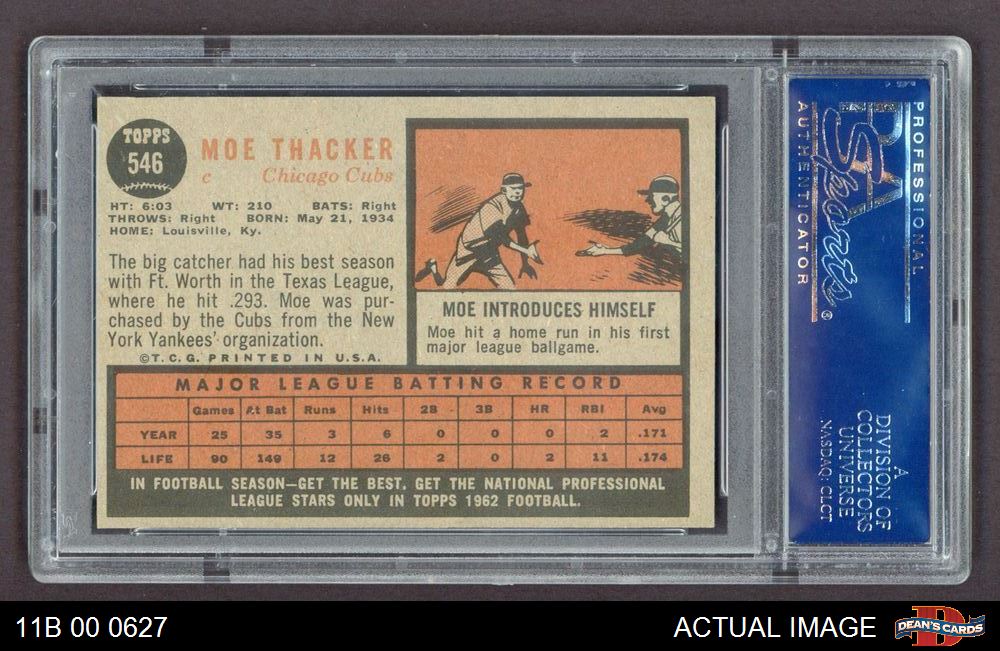 TOPPS
546
MOE THACKER
c Chicago Cubs
HT: 6:03 WT: 210 BATS: Right
THROWS: Right BORN: May 21, 1934
HOME: Louisville, Ky.
The big catcher had his best season
with Ft. Worth in the Texas League,
where he hit .293. Moe was pur-
chased by the Cubs from the New
York Yankees' organization.
©T.C.G. PRINTED IN U.S.A.
MOE INTRODUCES HIMSELF
Moe hit a home run in his first
major league ballgame.
MAJOR LEAGUE BATTING RECORD
Games At Bat Runs Hits 2B 3B HR RBI Avg
YEAR 25 35 3 6 0 0 0 2 .171
LIFE 90 149 12 26 2 0 2 11 .174
IN FOOTBALL SEASON—GET THE BEST. GET THE NATIONAL PROFESSIONAL
LEAGUE STARS ONLY IN TOPPS 1962 FOOTBALL.
PROFESSIONAL
PSA
Sports
®
AUTHENTICATOR
A
DIVISION OF
COLLECTORS
UNIVERSE
NASDAQ: CLCT
11B 00 0627
ACTUAL IMAGE
D
DEAN'S CARDS